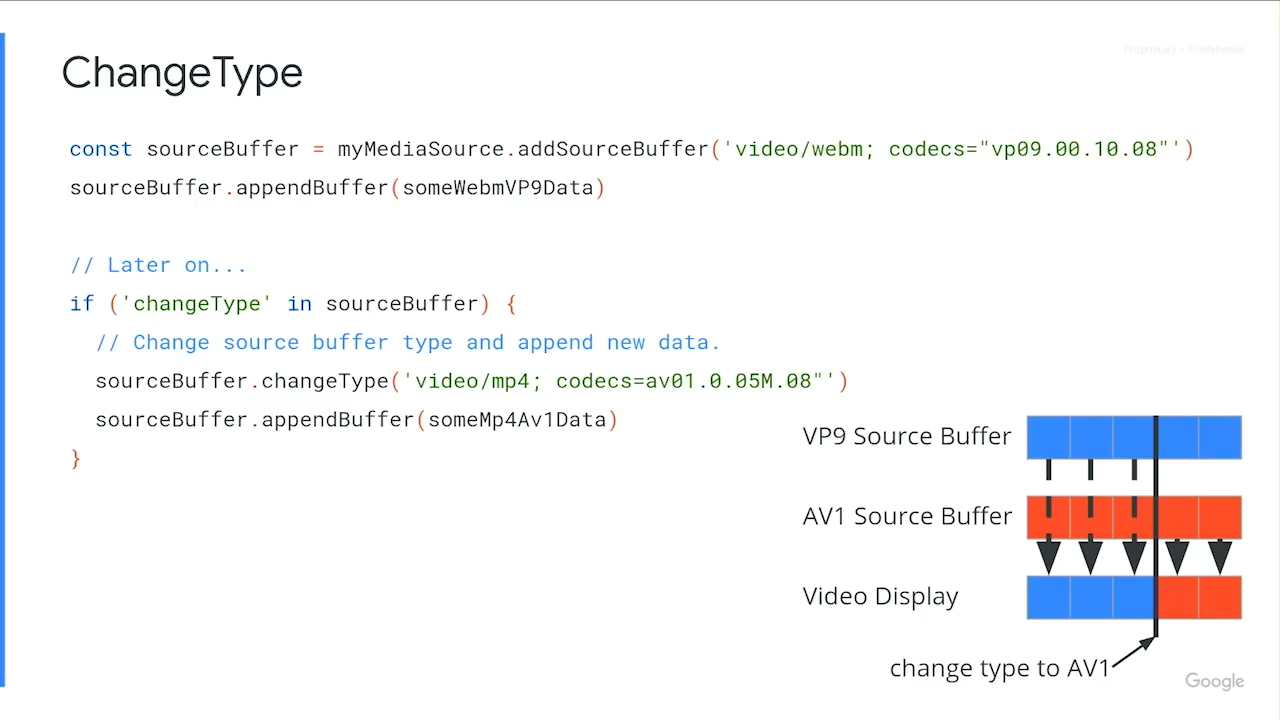 Proprietary + Confidential
ChangeType
const sourceBuffer = myMediaSource.addSourceBuffer('video/webm; codecs="vp09.00.10.08"')
sourceBuffer.appendBuffer(someWebmVP9Data)
// Later on...
if ('changeType' in sourceBuffer) {
// Change source buffer type and append new data.
sourceBuffer.changeType('video/mp4; codecs=av01.0.05M.08"')
sourceBuffer.appendBuffer(someMp4Av1Data)
}
VP9 Source Buffer
AV1 Source Buffer
Video Display
change type to AV1
Google